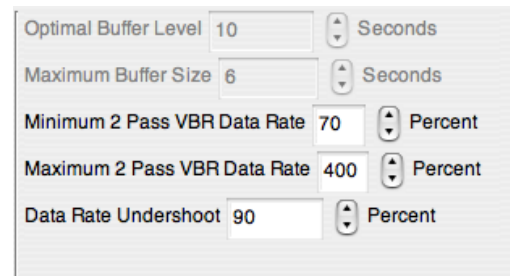 Optimal Buffer Level 10 Seconds
Maximum Buffer Size 6 Seconds
Minimum 2 Pass VBR Data Rate 70 Percent
Maximum 2 Pass VBR Data Rate 400 Percent
Data Rate Undershoot 90 Percent